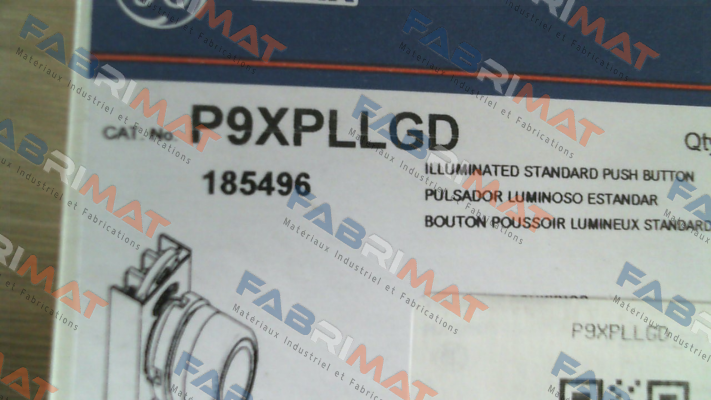 CAT. No. P9XPLLGD
Qty
185496
ILLUMINATED STANDARD PUSH BUTTON
PULSADOR LUMINOSO ESTANDAR
BOUTON POUSSOIR LUMINEUX STANDARD
P9XPLLGD
FABRIMAT
Matériaux Industriel et Fabrications